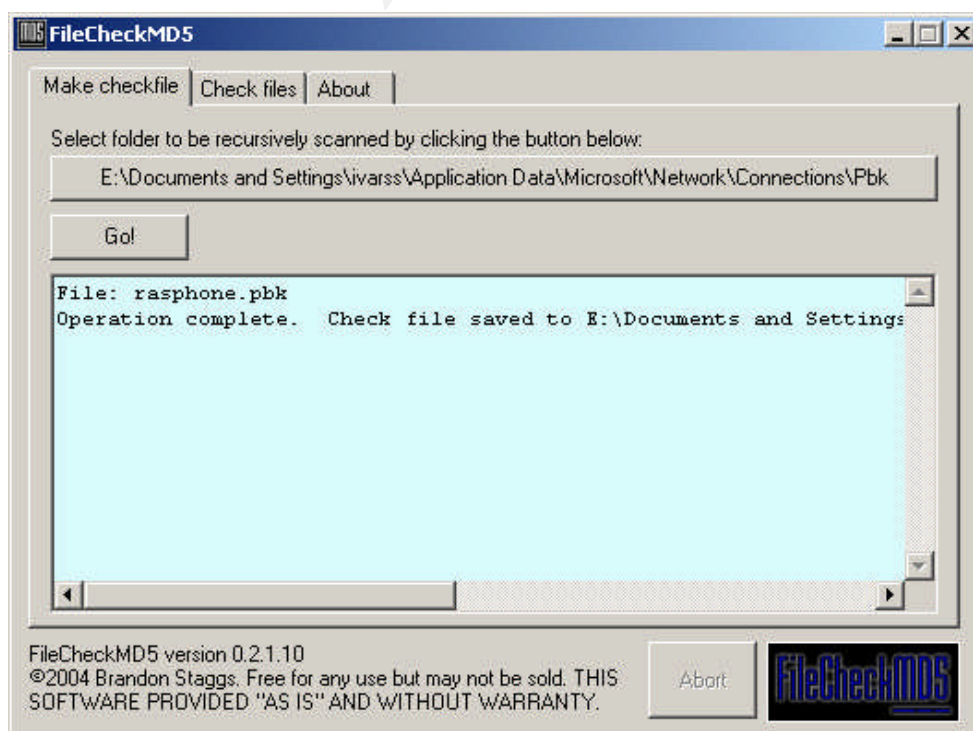 MD5 FileCheckMD5
Make checkfile Check files About
Select folder to be recursively scanned by clicking the button below:
E:\Documents and Settings\ivarss\Application Data\Microsoft\Network\Connections\Pbk
Go!
File: rasphone.pbk
Operation complete.  Check file saved to E:\Documents and Settings
FileCheckMD5 version 0.2.1.10
©2004 Brandon Staggs. Free for any use but may not be sold. THIS
SOFTWARE PROVIDED "AS IS" AND WITHOUT WARRANTY.
Abort
FileCheckMD5